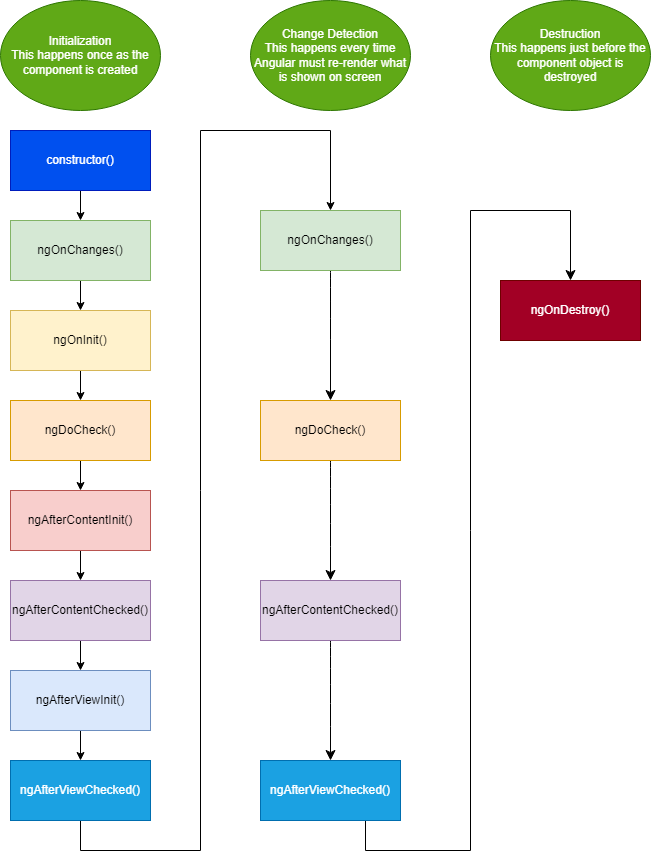 Initialization
This happens once as the
component is created
Change Detection
This happens every time
Angular must re-render what
is shown on screen
Destruction
This happens just before the
component object is
destroyed
constructor()
ngOnChanges()
ngOnInit()
ngDoCheck()
ngAfterContentInit()
ngAfterContentChecked()
ngAfterViewInit()
ngAfterViewChecked()
ngOnChanges()
ngDoCheck()
ngAfterContentChecked()
ngAfterViewChecked()
ngOnDestroy()